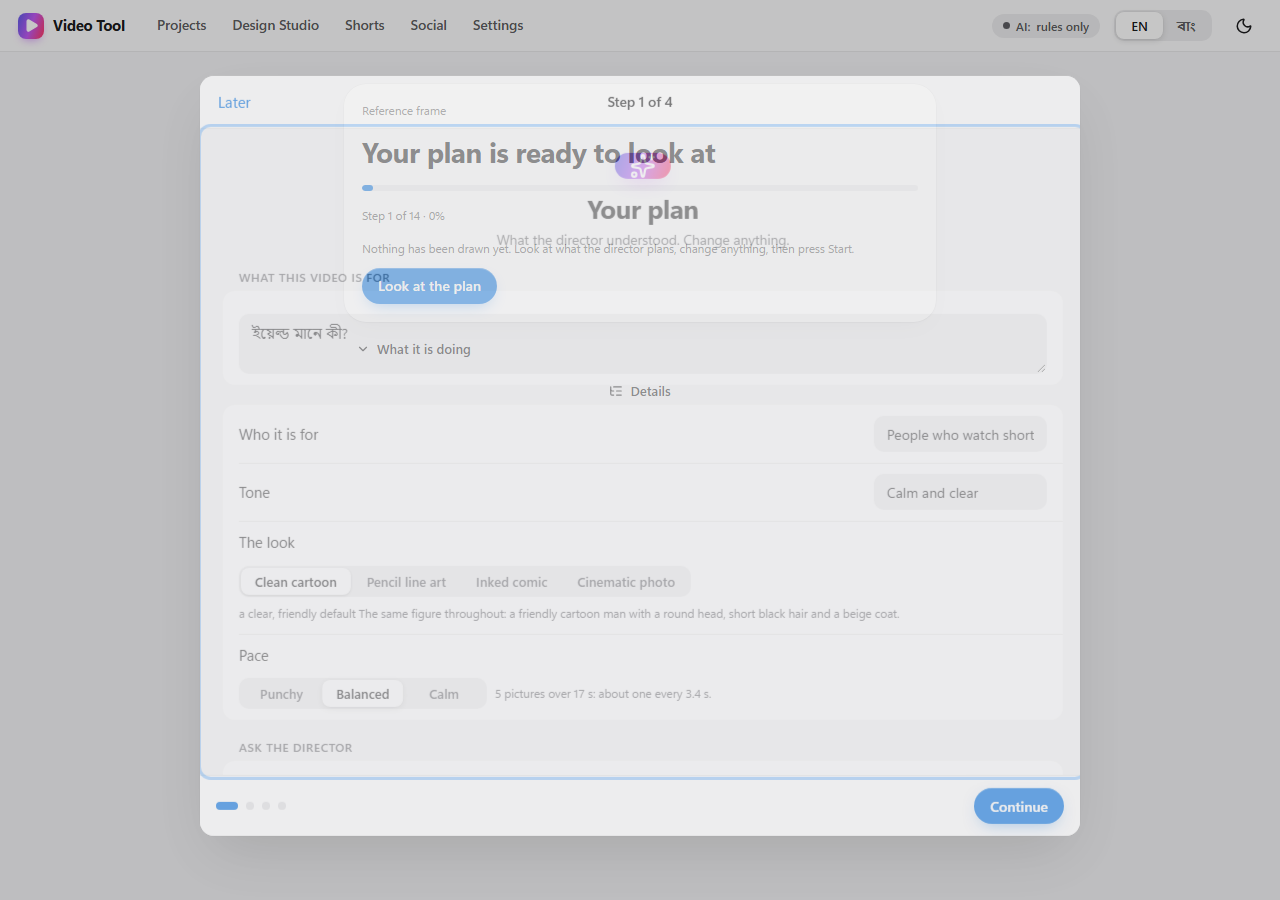 Video Tool
Projects
Design Studio
Shorts
Social
Settings
AI: rules only
EN
বাং
Later
Step 1 of 4
Reference frame
Your plan is ready to look at
Your plan
Step 1 of 14 · 0%
What the director understood. Change anything.
Nothing has been drawn yet. Look at what the director plans, change anything, then press Start.
WHAT THIS VIDEO IS FOR
Look at the plan
ইয়েল্ড মানে কী?
What it is doing
Details
Who it is for
People who watch short
Tone
Calm and clear
The look
Clean cartoon
Pencil line art
Inked comic
Cinematic photo
a clear, friendly default The same figure throughout: a friendly cartoon man with a round head, short black hair and a beige coat.
Pace
Punchy
Balanced
Calm
5 pictures over 17 s: about one every 3.4 s.
ASK THE DIRECTOR
Continue